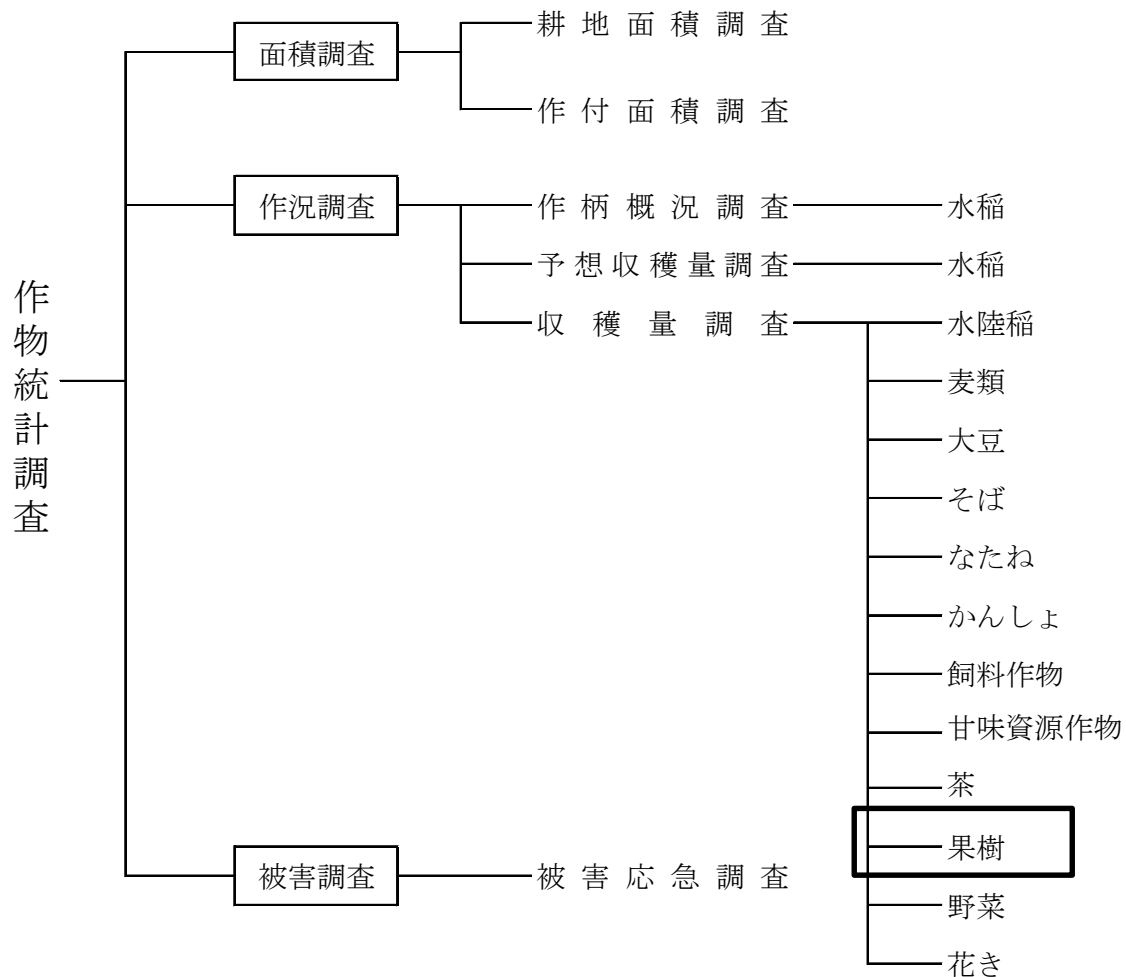 作物統計調査
面積調査
耕地面積調査
作付面積調査
作況調査
作柄概況調査
水稲
予想収穫量調査
水稲
収穫量調査
水陸稲
麦類
大豆
そば
なたね
かんしょ
飼料作物
甘味資源作物
茶
果樹
野菜
花き
被害調査
被害応急調査